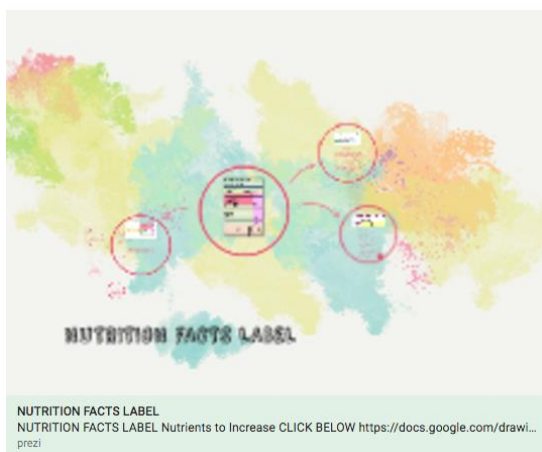 NUTRITION FACTS LABEL
NUTRITION FACTS LABEL
NUTRITION FACTS LABEL Nutrients to Increase CLICK BELOW https://docs.google.com/drawi...
prezi